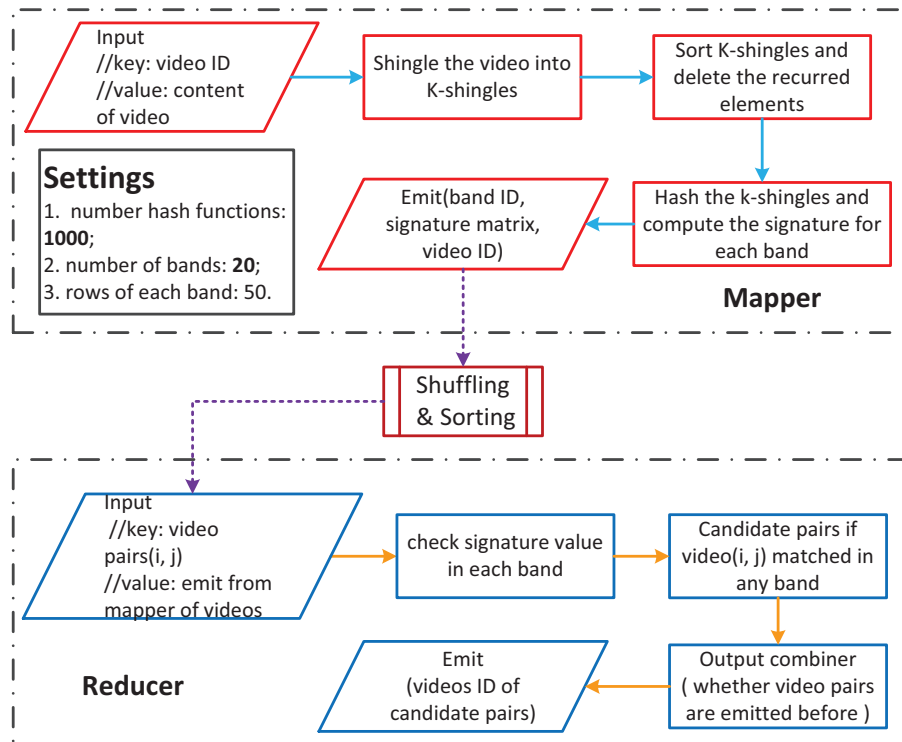 Input
//key: video ID
//value: content
of video
Shingle the video into
K-shingles
Sort K-shingles and
delete the recurred
elements
Settings
1. number hash functions:
1000;
2. number of bands: 20;
3. rows of each band: 50.
Emit(band ID,
signature matrix,
video ID)
Hash the k-shingles and
compute the signature for
each band
Mapper
Shuffling
& Sorting
Input
//key: video
pairs(i, j)
//value: emit from
mapper of videos
check signature value
in each band
Candidate pairs if
video(i, j) matched in
any band
Reducer
Emit
(videos ID of
candidate pairs)
Output combiner
( whether video pairs
are emitted before )